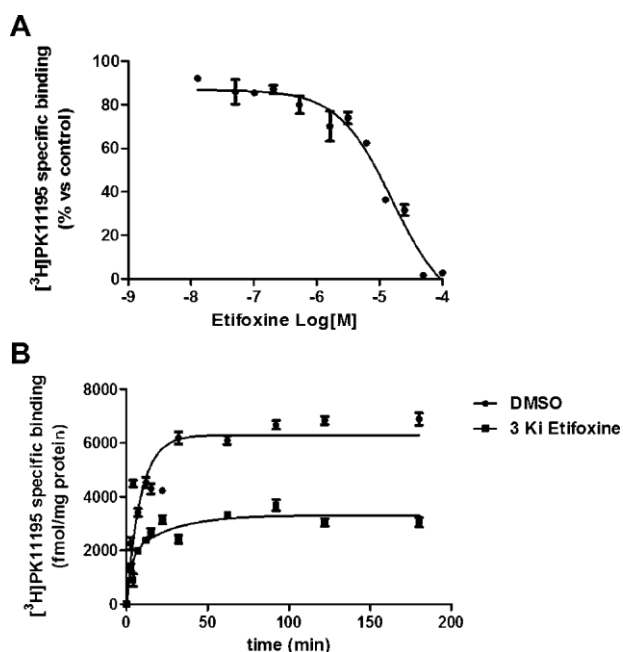 A
[³H]PK11195 specific binding
(% vs control)
100
80
60
40
20
0
-9
-8
-7
-6
-5
-4
Etifoxine Log[M]
B
[³H]PK11195 specific binding
(fmol/mg protein)
8000
6000
4000
2000
0
0
50
100
150
200
time (min)
DMSO
3 Ki Etifoxine